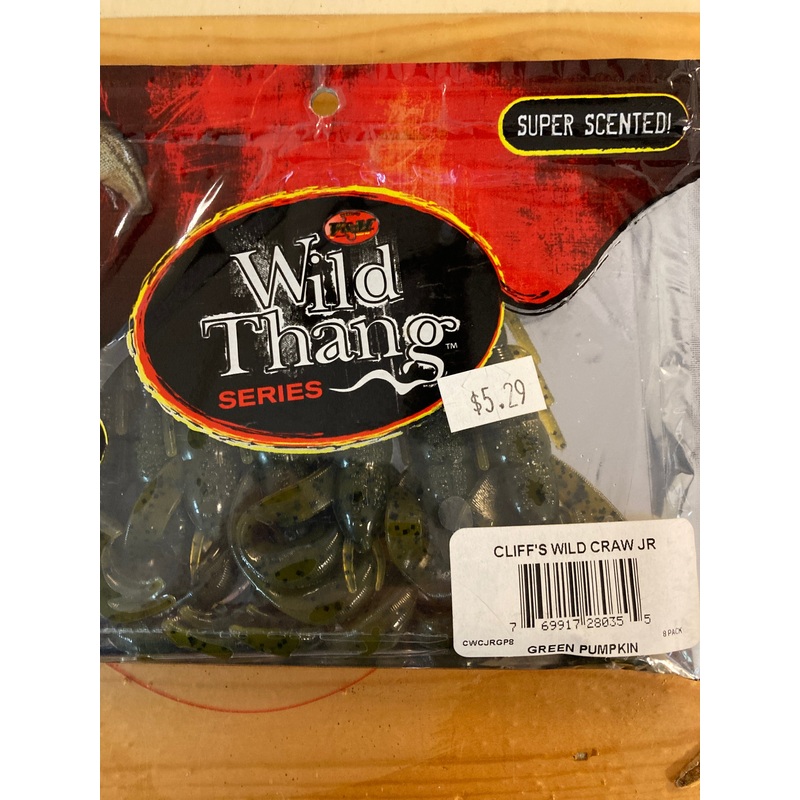 SUPER SCENTED!
Wild
Thang™
SERIES
$5.29
CLIFF'S WILD CRAW JR
7 69917 28035 5
CWCJRGP8
8 PACK
GREEN PUMPKIN